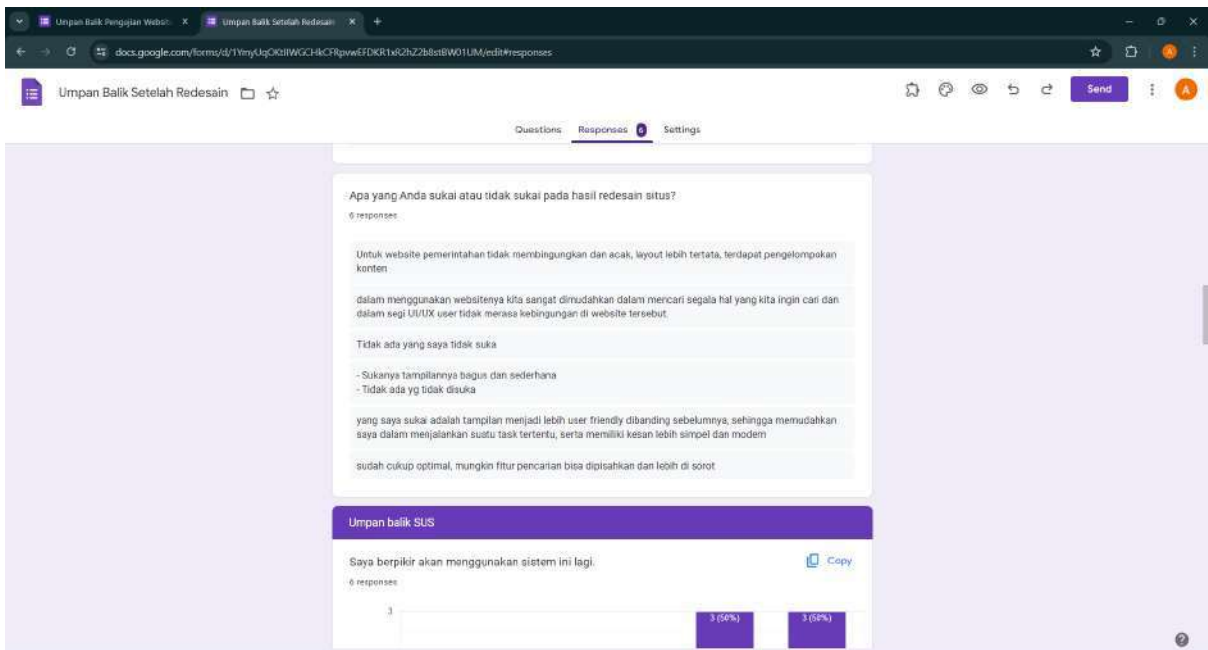 Umpan Balik Pengujian Websit
Umpan Balik Setelah Redesain
docs.google.com/forms/d/
Umpan Balik Setelah Redesain
Send
A
Questions
Responses 6
Settings
Apa yang Anda sukai atau tidak sukai pada hasil redesain situs?
6 responses
Untuk website pemerintahan tidak membingungkan dan acak, layout lebih tertata, terdapat pengelompokan
konten
dalam menggunakan websitenya kita sangat dimudahkan dalam mencari segala hal yang kita ingin cari dan
dalam segi UI/UX user tidak merasa kebingungan di website tersebut.
Tidak ada yang saya tidak suka
- Sukanya tampilannya bagus dan sederhana
- Tidak ada yg tidak disuka
yang saya sukai adalah tampilan menjadi lebih user friendly dibanding sebelumnya, sehingga memudahkan
saya dalam menjalankan suatu task tertentu, serta memiliki kesan lebih simpel dan modern
sudah cukup optimal, mungkin fitur pencarian bisa dipisahkan dan lebih di sorot
Umpan balik SUS
Saya berpikir akan menggunakan sistem ini lagi.
Copy
6 responses
3
3 (50%)
3 (50%)